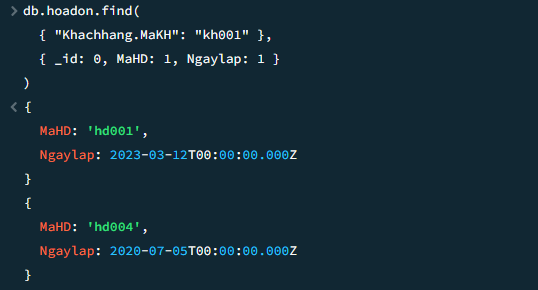 > db.hoadon.find(
{ "Khachhang.MaKH": "kh001" },
{ _id: 0, MaHD: 1, Ngaylap: 1 }
)
< {
MaHD: 'hd001',
Ngaylap: 2023-03-12T00:00:00.000Z
}
{
MaHD: 'hd004',
Ngaylap: 2020-07-05T00:00:00.000Z
}